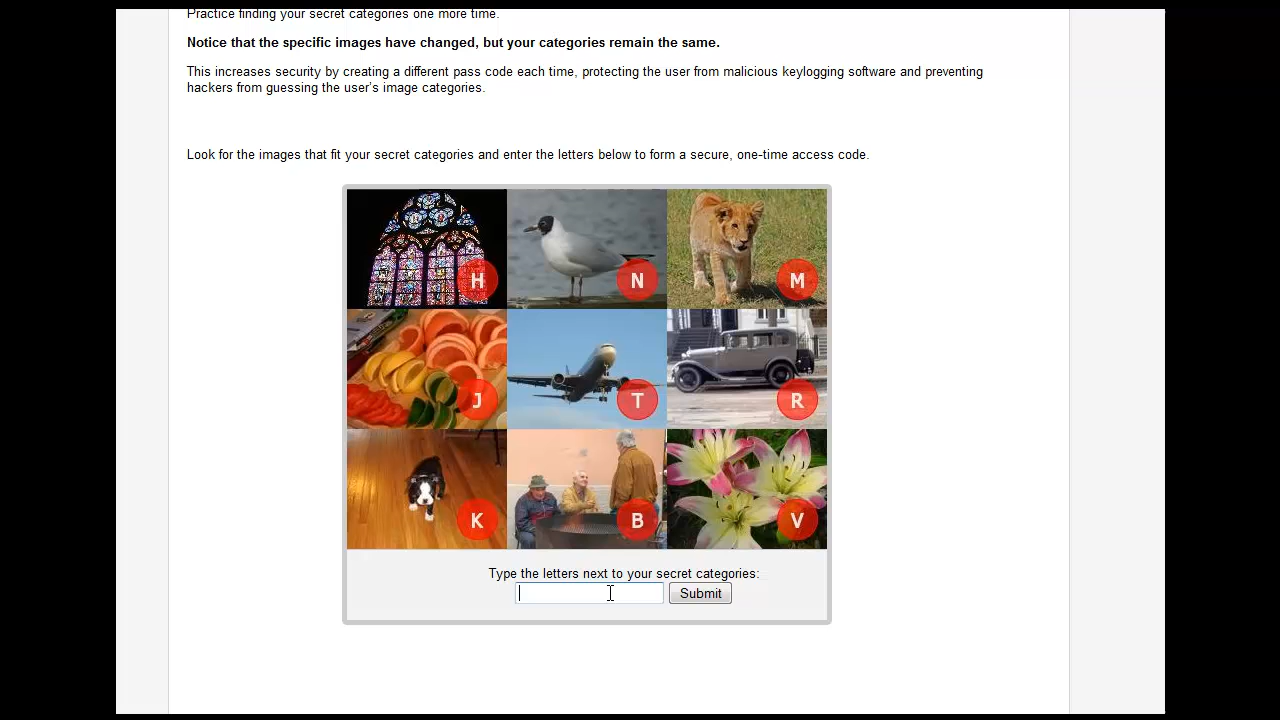 Practice finding your secret categories one more time.
Notice that the specific images have changed, but your categories remain the same.
This increases security by creating a different pass code each time, protecting the user from malicious keylogging software and preventing
hackers from guessing the user's image categories.
Look for the images that fit your secret categories and enter the letters below to form a secure, one-time access code.
H N M
J T R
K B V
Type the letters next to your secret categories:
Submit